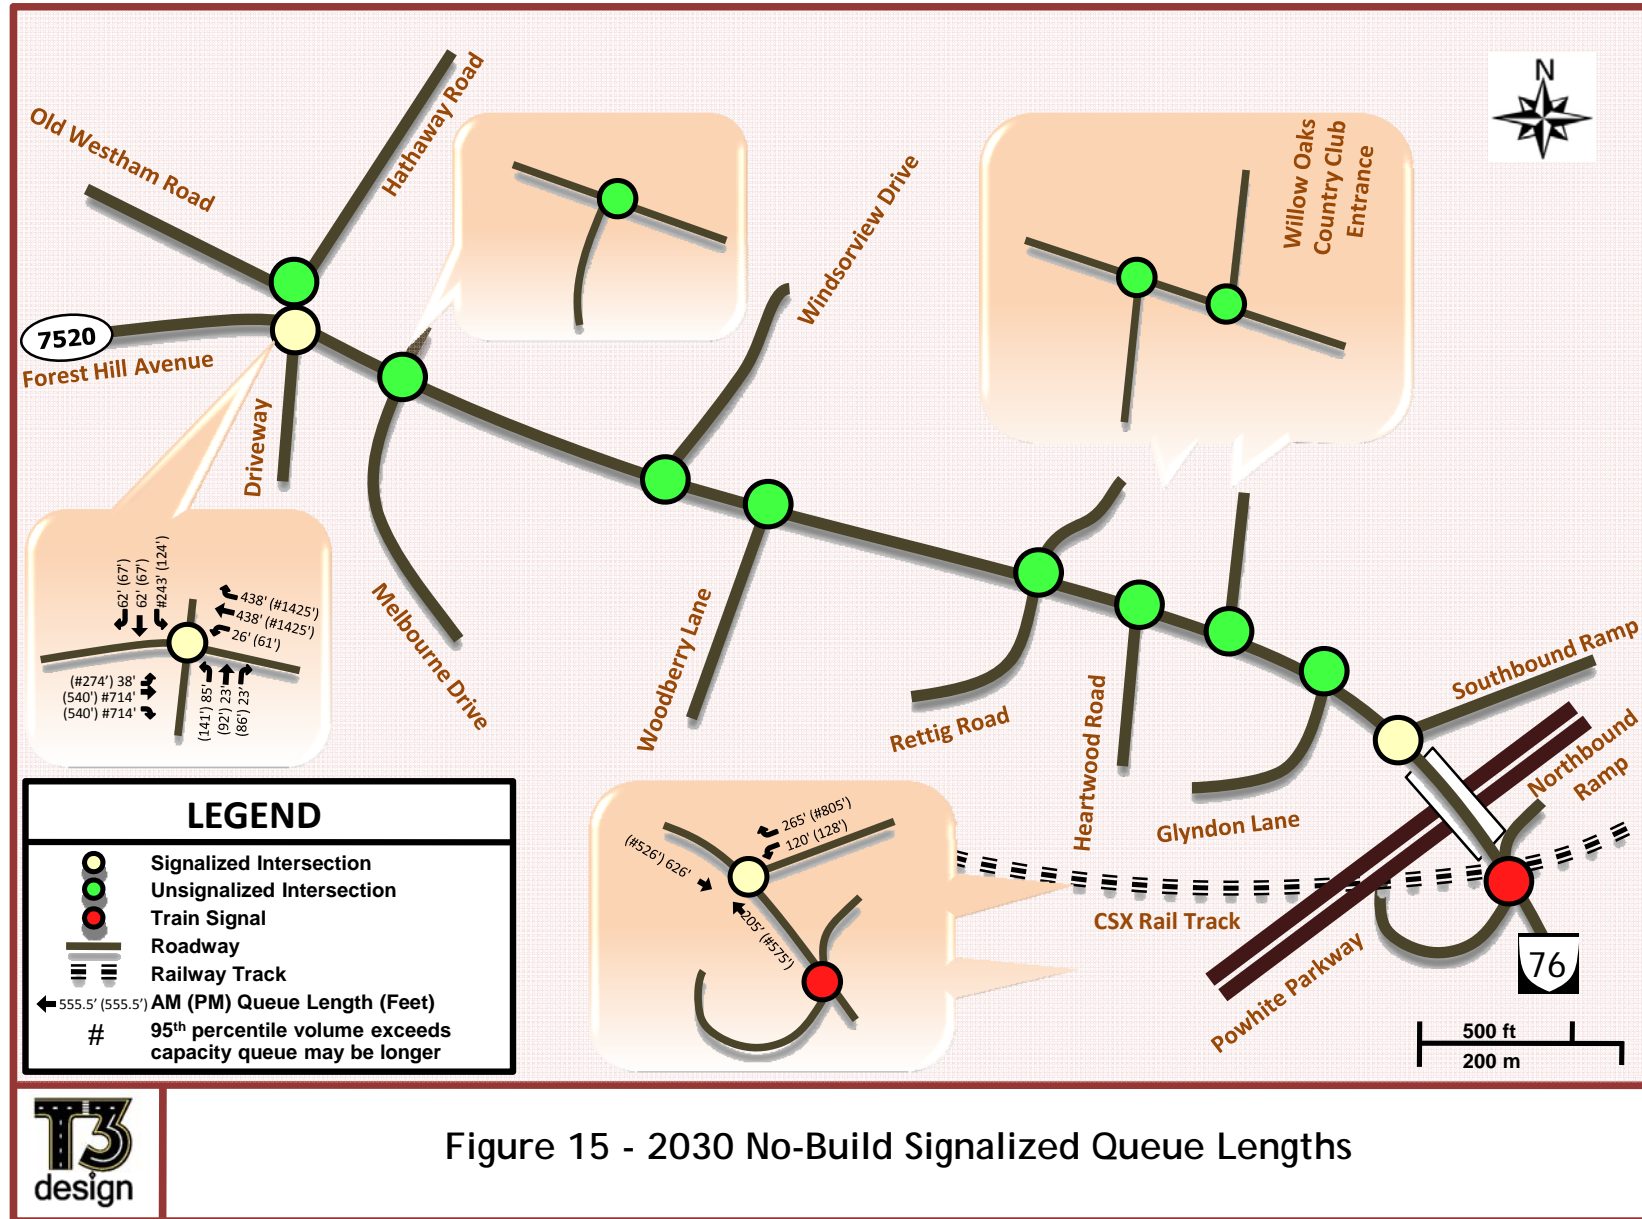 N
Old Westham Road
Hathaway Road
Willow Oaks
Country Club
Entrance
Windsorview Drive
7520
Forest Hill Avenue
Driveway
62' (67')
62' (67')
#243' (124')
438' (#1425')
438' (#1425')
26' (61')
(#274') 38'
(540') #714'
(540') #714'
(141') 85'
(92') 23'
(86') 23'
Melbourne Drive
Woodberry Lane
Rettig Road
Heartwood Road
Glyndon Lane
Southbound Ramp
Northbound
Ramp
CSX Rail Track
Powhite Parkway
76
265' (#805')
120' (128')
(#526') 626'
205' (#575')
500 ft
200 m
LEGEND
Signalized Intersection
Unsignalized Intersection
Train Signal
Roadway
Railway Track
555.5' (555.5') AM (PM) Queue Length (Feet)
# 95th percentile volume exceeds
capacity queue may be longer
T3
design
Figure 15 - 2030 No-Build Signalized Queue Lengths